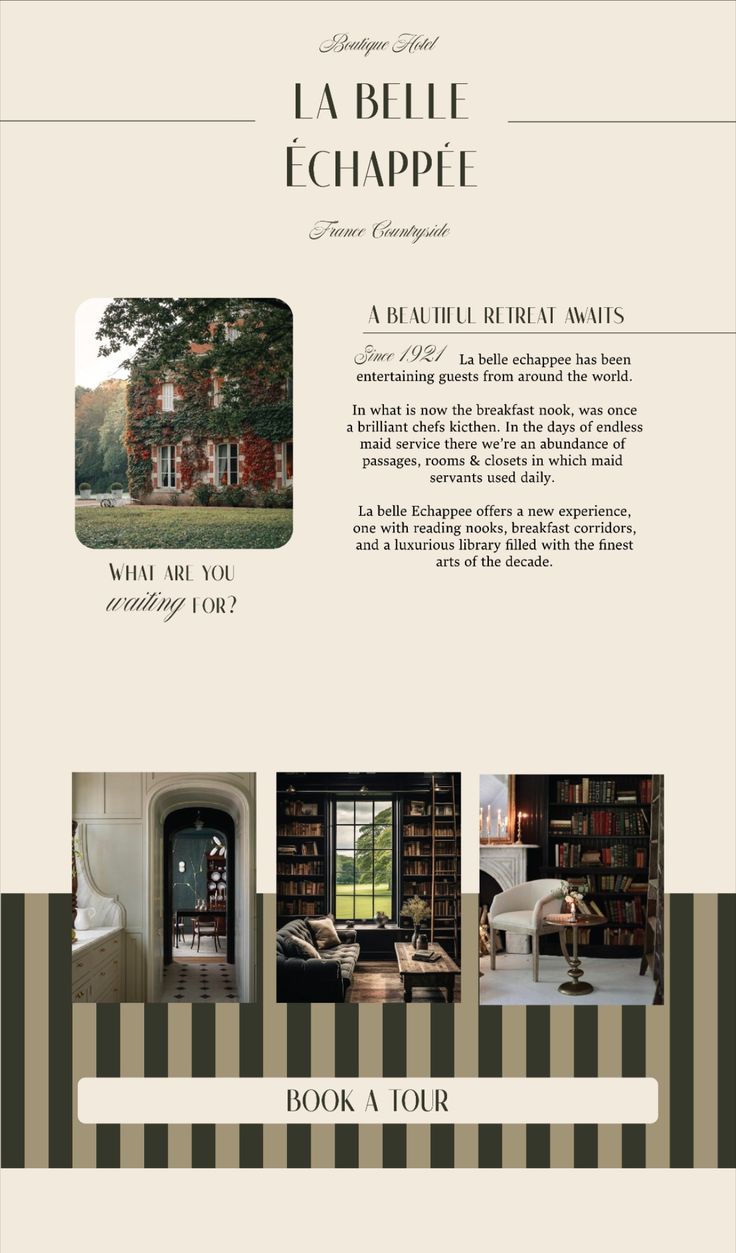 Boutique Hotel
LA BELLE
ÉCHAPPÉE
France Countryside
A BEAUTIFUL RETREAT AWAITS
Since 1921 La belle echappee has been
entertaining guests from around the world.
In what is now the breakfast nook, was once
a brilliant chefs kicthen. In the days of endless
maid service there we're an abundance of
passages, rooms & closets in which maid
servants used daily.
La belle Echappee offers a new experience,
one with reading nooks, breakfast corridors,
and a luxurious library filled with the finest
arts of the decade.
WHAT ARE YOU
waiting FOR?
BOOK A TOUR